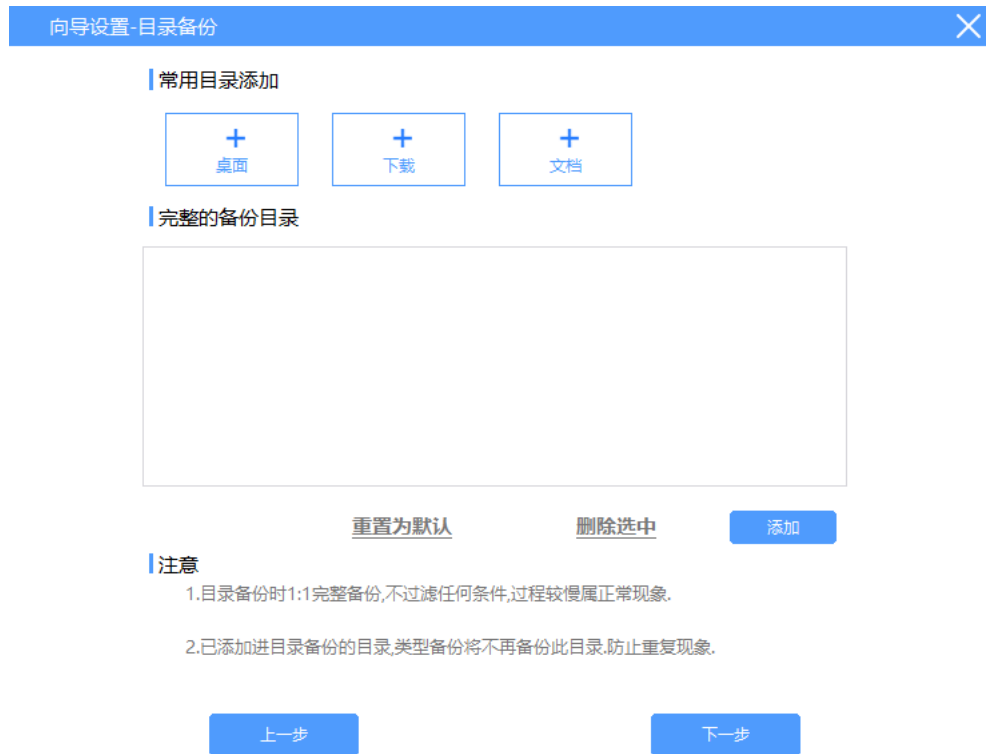 向导设置-目录备份
常用目录添加
桌面
下载
文档
完整的备份目录
重置为默认
删除选中
添加
注意
1.目录备份时1:1完整备份,不过滤任何条件,过程较慢属正常现象.
2.已添加进目录备份的目录,类型备份将不再备份此目录.防止重复现象.
上一步
下一步